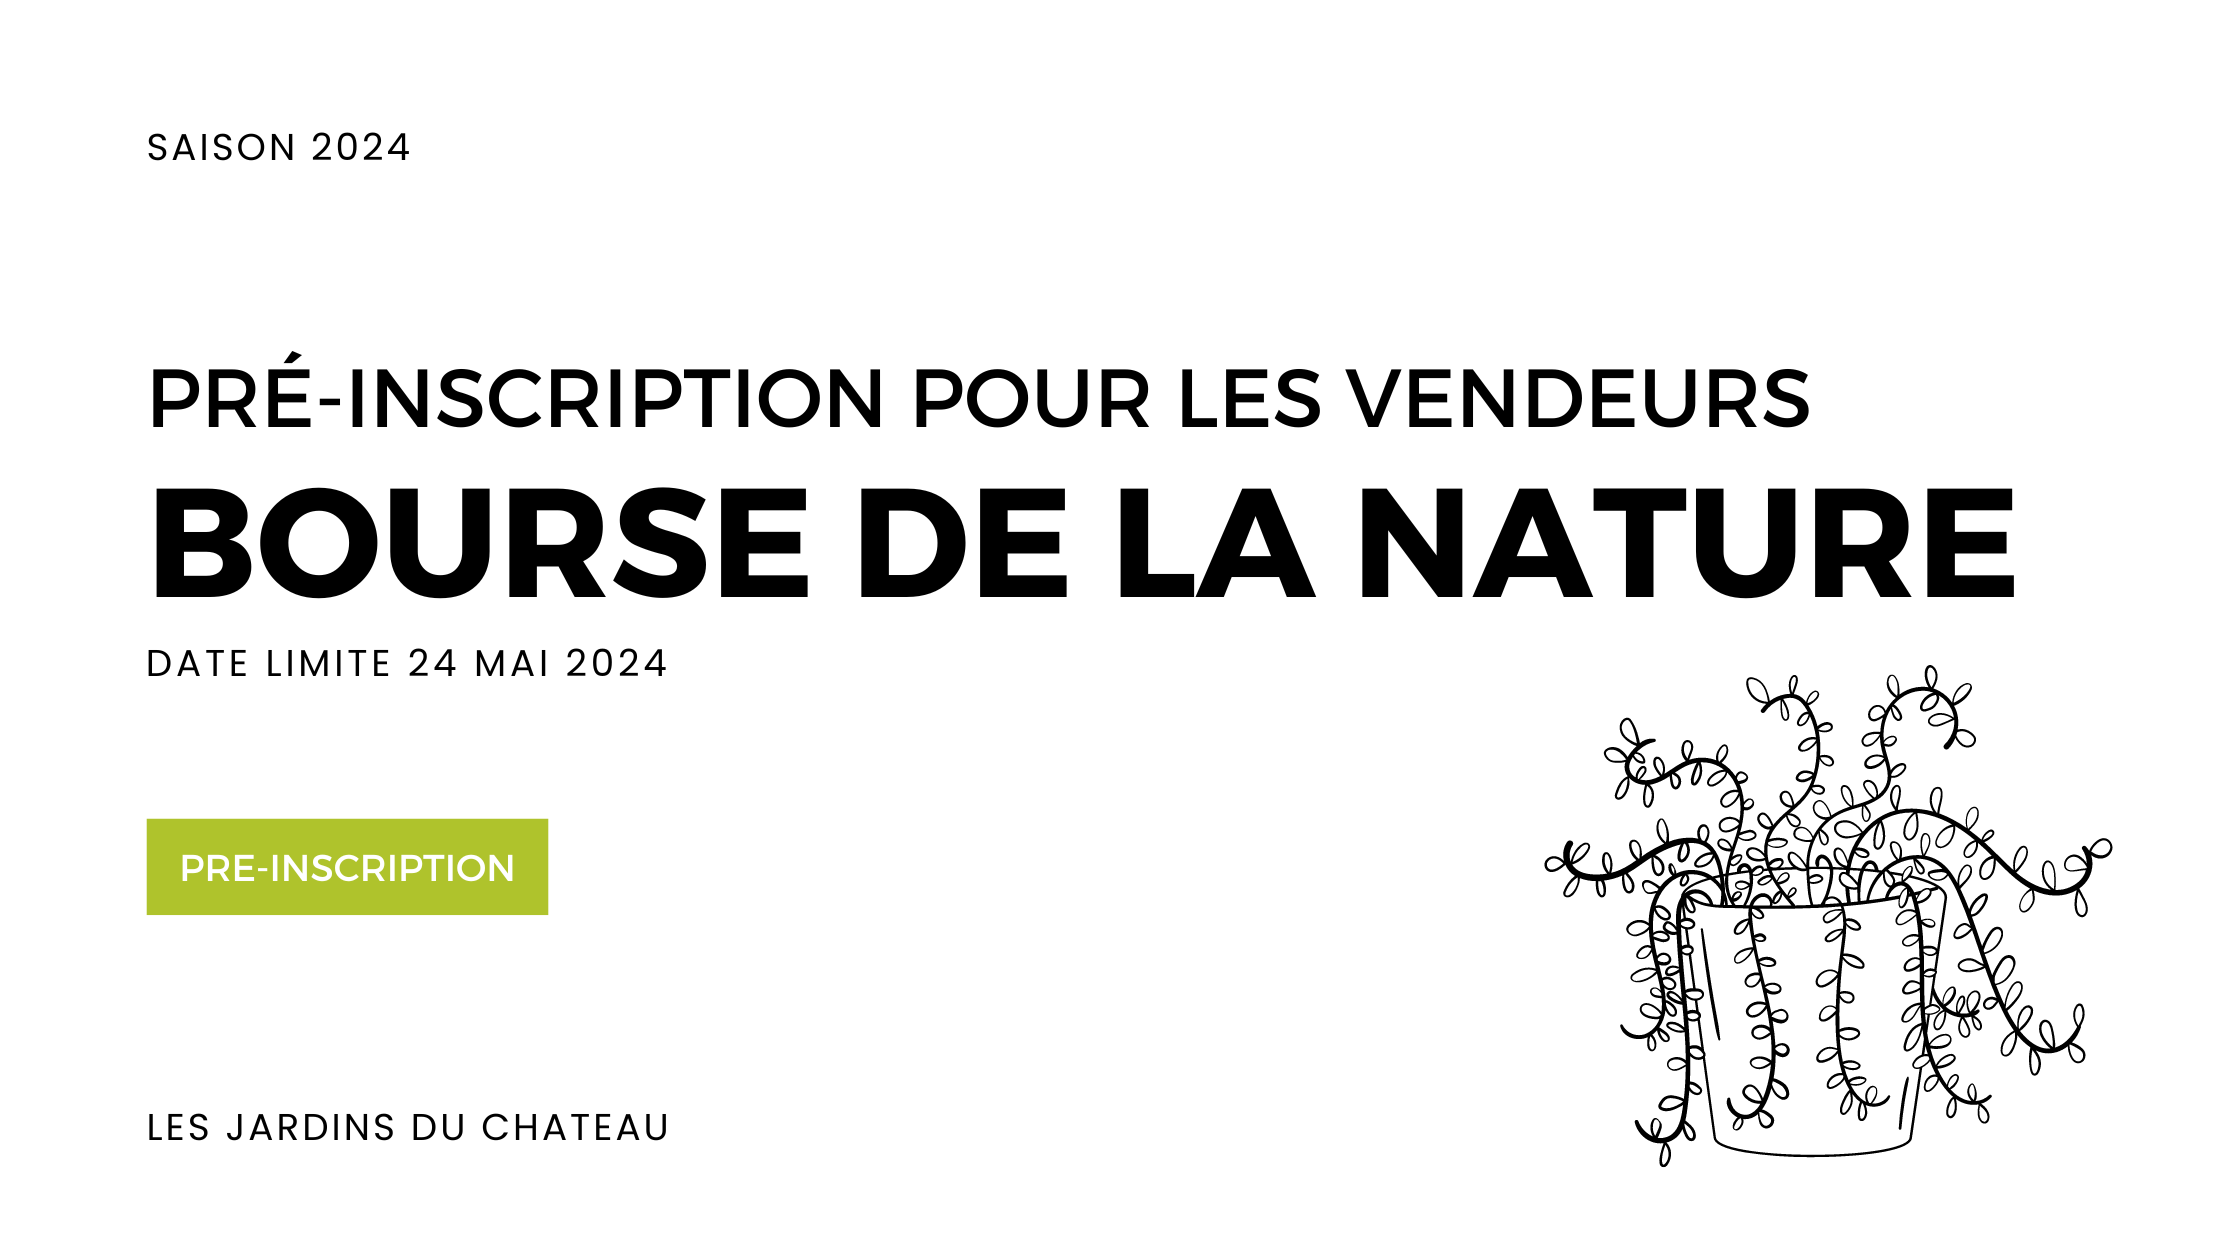 SAISON 2024
PRÉ-INSCRIPTION POUR LES VENDEURS
BOURSE DE LA NATURE
DATE LIMITE 24 MAI 2024
PRE-INSCRIPTION
LES JARDINS DU CHATEAU